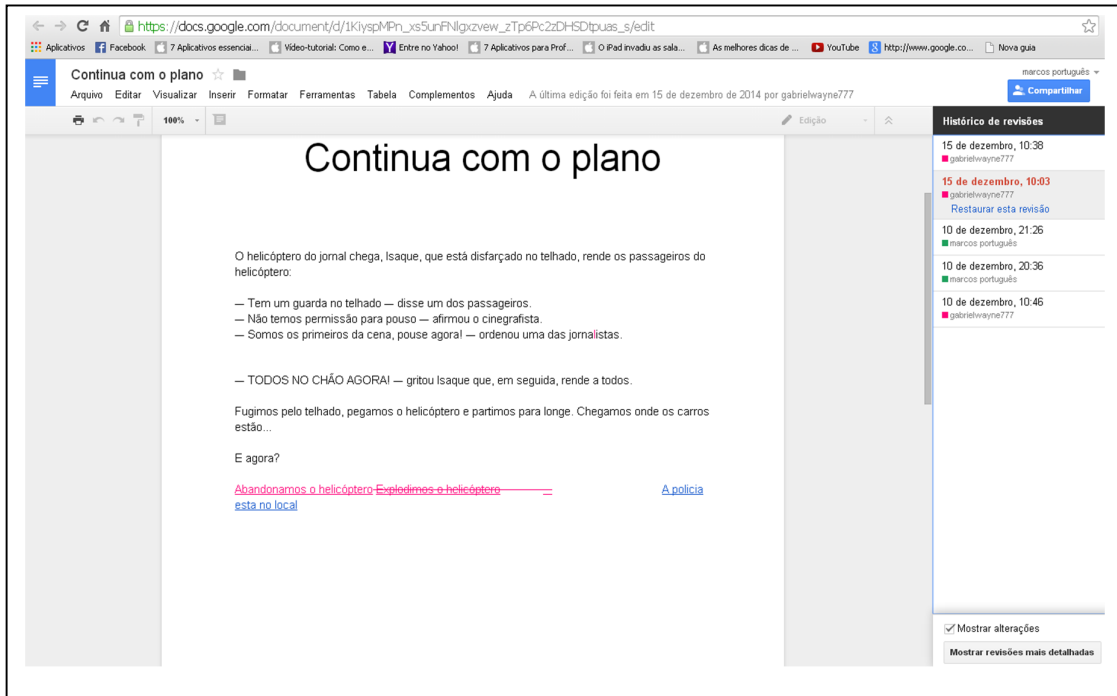 https://docs.google.com/document/d/1KiyspMPn_xs5unFNlgxzvew_zTp6Pc2zDHSDtpuas_s/edit
Aplicativos Facebook 7 Aplicativos essenciai... Vídeo-tutorial: Como e... Entre no Yahoo! 7 Aplicativos para Prof... O iPad invadiu as sala... As melhores dicas de ... YouTube http://www.google.co... Nova guia
Continua com o plano
marcos português
Arquivo Editar Visualizar Inserir Formatar Ferramentas Tabela Complementos Ajuda A última edição foi feita em 15 de dezembro de 2014 por gabrielwayne777
Compartilhar
100% Edição
Continua com o plano
O helicóptero do jornal chega, Isaque, que está disfarçado no telhado, rende os passageiros do
helicóptero:
— Tem um guarda no telhado — disse um dos passageiros.
— Não temos permissão para pouso — afirmou o cinegrafista.
— Somos os primeiros da cena, pouse agora! — ordenou uma das jornalistas.
— TODOS NO CHÃO AGORA! — gritou Isaque que, em seguida, rende a todos.
Fugimos pelo telhado, pegamos o helicóptero e partimos para longe. Chegamos onde os carros
estão...
E agora?
Abandonamos o helicóptero Explodimos o helicóptero A policia
esta no local
Histórico de revisões
15 de dezembro, 10:38
gabrielwayne777
15 de dezembro, 10:03
gabrielwayne777
Restaurar esta revisão
10 de dezembro, 21:26
marcos português
10 de dezembro, 20:36
marcos português
10 de dezembro, 10:46
gabrielwayne777
Mostrar alterações
Mostrar revisões mais detalhadas